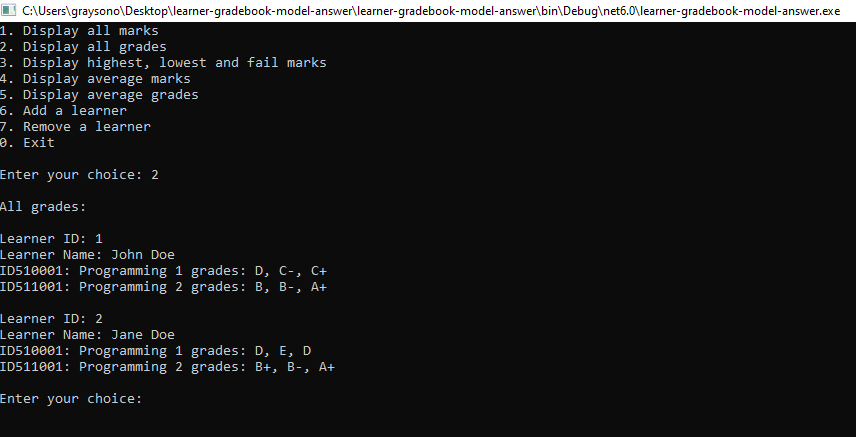 C:\Users\graysono\Desktop\learner-gradebook-model-answer\learner-gradebook-model-answer\bin\Debug\net6.0\learner-gradebook-model-answer.exe
1. Display all marks
2. Display all grades
3. Display highest, lowest and fail marks
4. Display average marks
5. Display average grades
6. Add a learner
7. Remove a learner
0. Exit
Enter your choice: 2
All grades:
Learner ID: 1
Learner Name: John Doe
ID510001: Programming 1 grades: D, C-, C+
ID511001: Programming 2 grades: B, B-, A+
Learner ID: 2
Learner Name: Jane Doe
ID510001: Programming 1 grades: D, E, D
ID511001: Programming 2 grades: B+, B-, A+
Enter your choice: